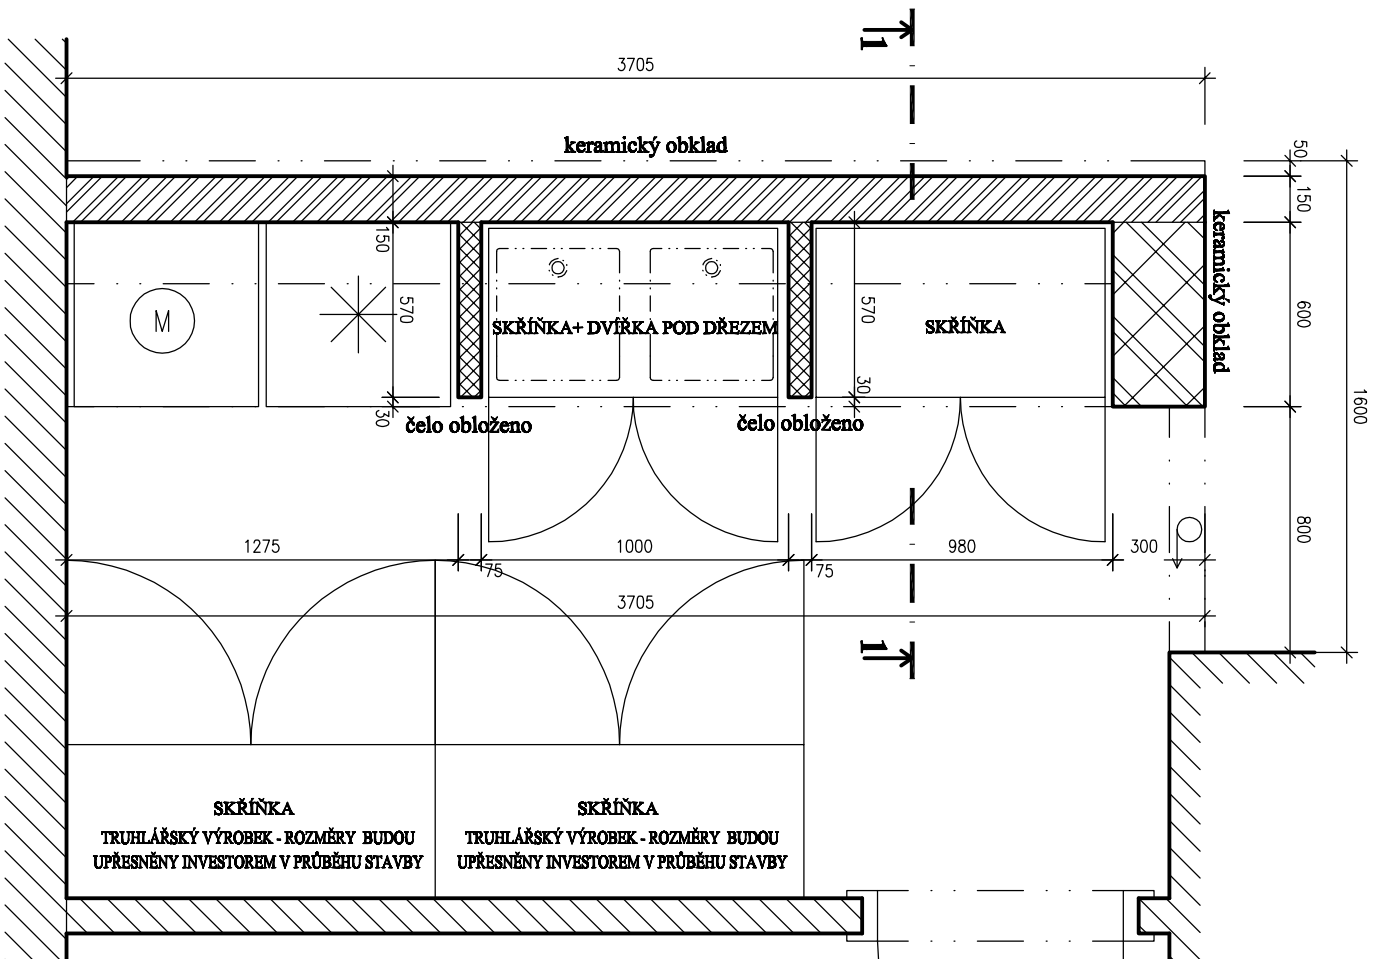 1
3705
keramický obklad
50
150
keramický obklad
150
570
M
SKŘÍŇKA+ DVÍŘKA POD DŘEZEM
570
SKŘÍŇKA
600
30
30
1600
čelo obloženo
čelo obloženo
800
1275
75
1000
75
980
300
3705
1
SKŘÍŇKA
TRUHLÁŘSKÝ VÝROBEK - ROZMĚRY BUDOU
UPŘESNĚNY INVESTOREM V PRŮBĚHU STAVBY
SKŘÍŇKA
TRUHLÁŘSKÝ VÝROBEK - ROZMĚRY BUDOU
UPŘESNĚNY INVESTOREM V PRŮBĚHU STAVBY